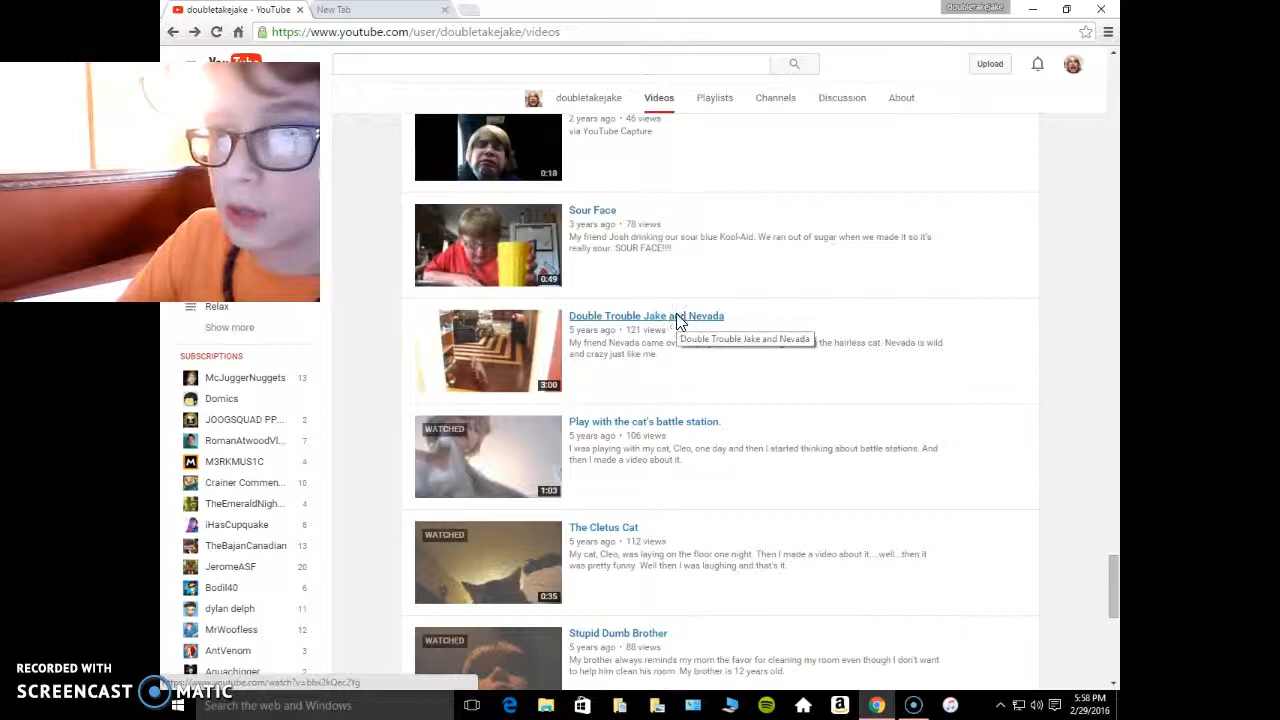 doubletakejake - YouTube
New Tab
doubletakejake
https://www.youtube.com/user/doubletakejake/videos
Upload
doubletakejake
Videos
Playlists
Channels
Discussion
About
2 years ago · 46 views
via YouTube Capture
0:18
Sour Face
3 years ago · 78 views
My friend Josh drinking our sour blue Kool-Aid. We ran out of sugar when we made it so it's
really sour. SOUR FACE!!!!
0:49
Relax
Show more
SUBSCRIPTIONS
McJuggerNuggets 13
Domics
JOOGSQUAD PP... 2
RomanAtwoodVl... 7
M3RKMUS1C 4
Crainer Commen... 10
TheEmeraldNigh... 4
iHasCupquake 8
TheBajanCanadian 13
JeromeASF 20
Bodil40 6
dylan delph 11
MrWoofless 12
AntVenom 3
Aquachigger 2
Double Trouble Jake and Nevada
5 years ago · 121 views
Double Trouble Jake and Nevada
My friend Nevada came the hairless cat. Nevada is wild
and crazy just like me.
3:00
WATCHED
Play with the cat's battle station.
5 years ago · 106 views
I was playing with my cat, Cleo, one day and then I started thinking about battle stations. And
then I made a video about it.
1:03
WATCHED
The Cletus Cat
5 years ago · 112 views
My cat, Cleo, was laying on the floor one night. Then I made a video about it....well...then it
was pretty funny. Well then I was laughing and that's it.
0:35
WATCHED
Stupid Dumb Brother
5 years ago · 88 views
My brother always reminds my mom the favor for cleaning my room even though I don't want
to help him clean his room. My brother is 12 years old.
https://www.youtube.com/watch?v=bbx2kQec2Yg
RECORDED WITH
SCREENCAST MATIC
Search the web and Windows
5:58 PM
2/29/2016